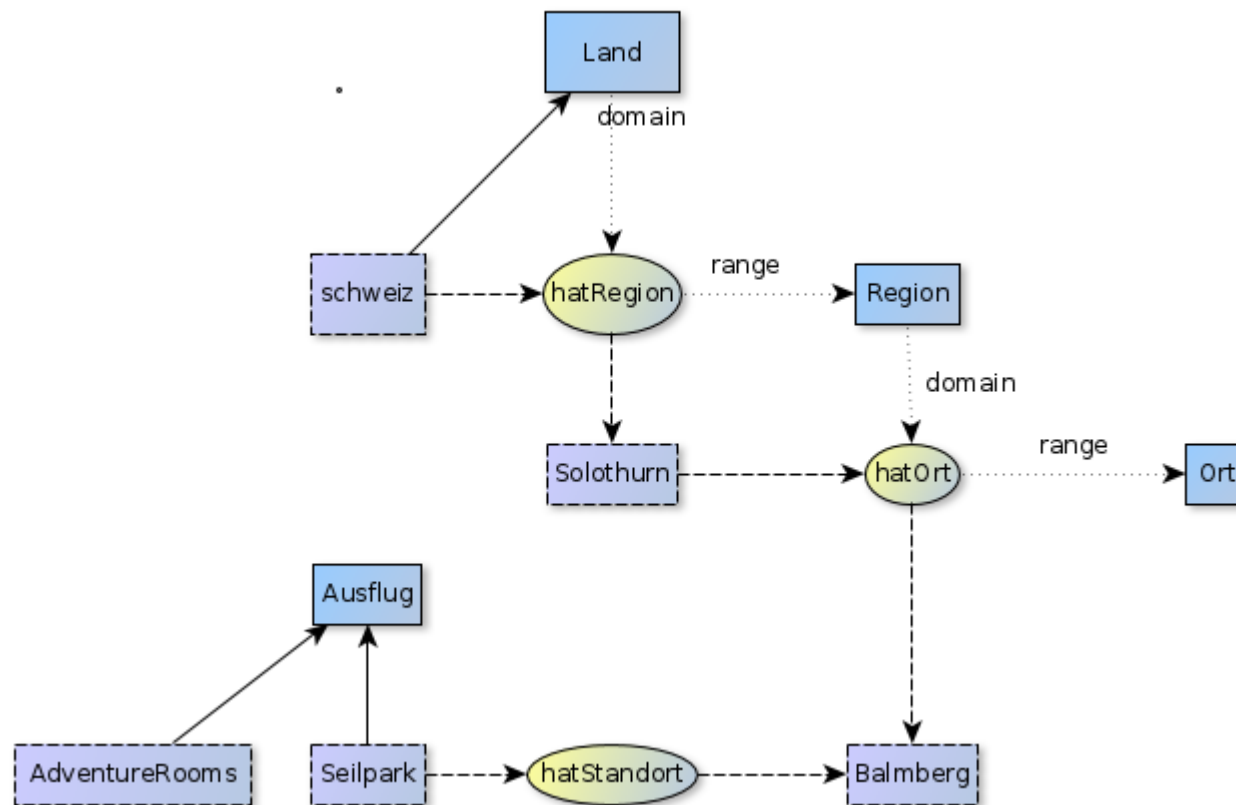 Land
domain
schweiz
hatRegion
range
Region
domain
Solothurn
hatOrt
range
Ort
Ausflug
AdventureRooms
Seilpark
hatStandort
Balmberg